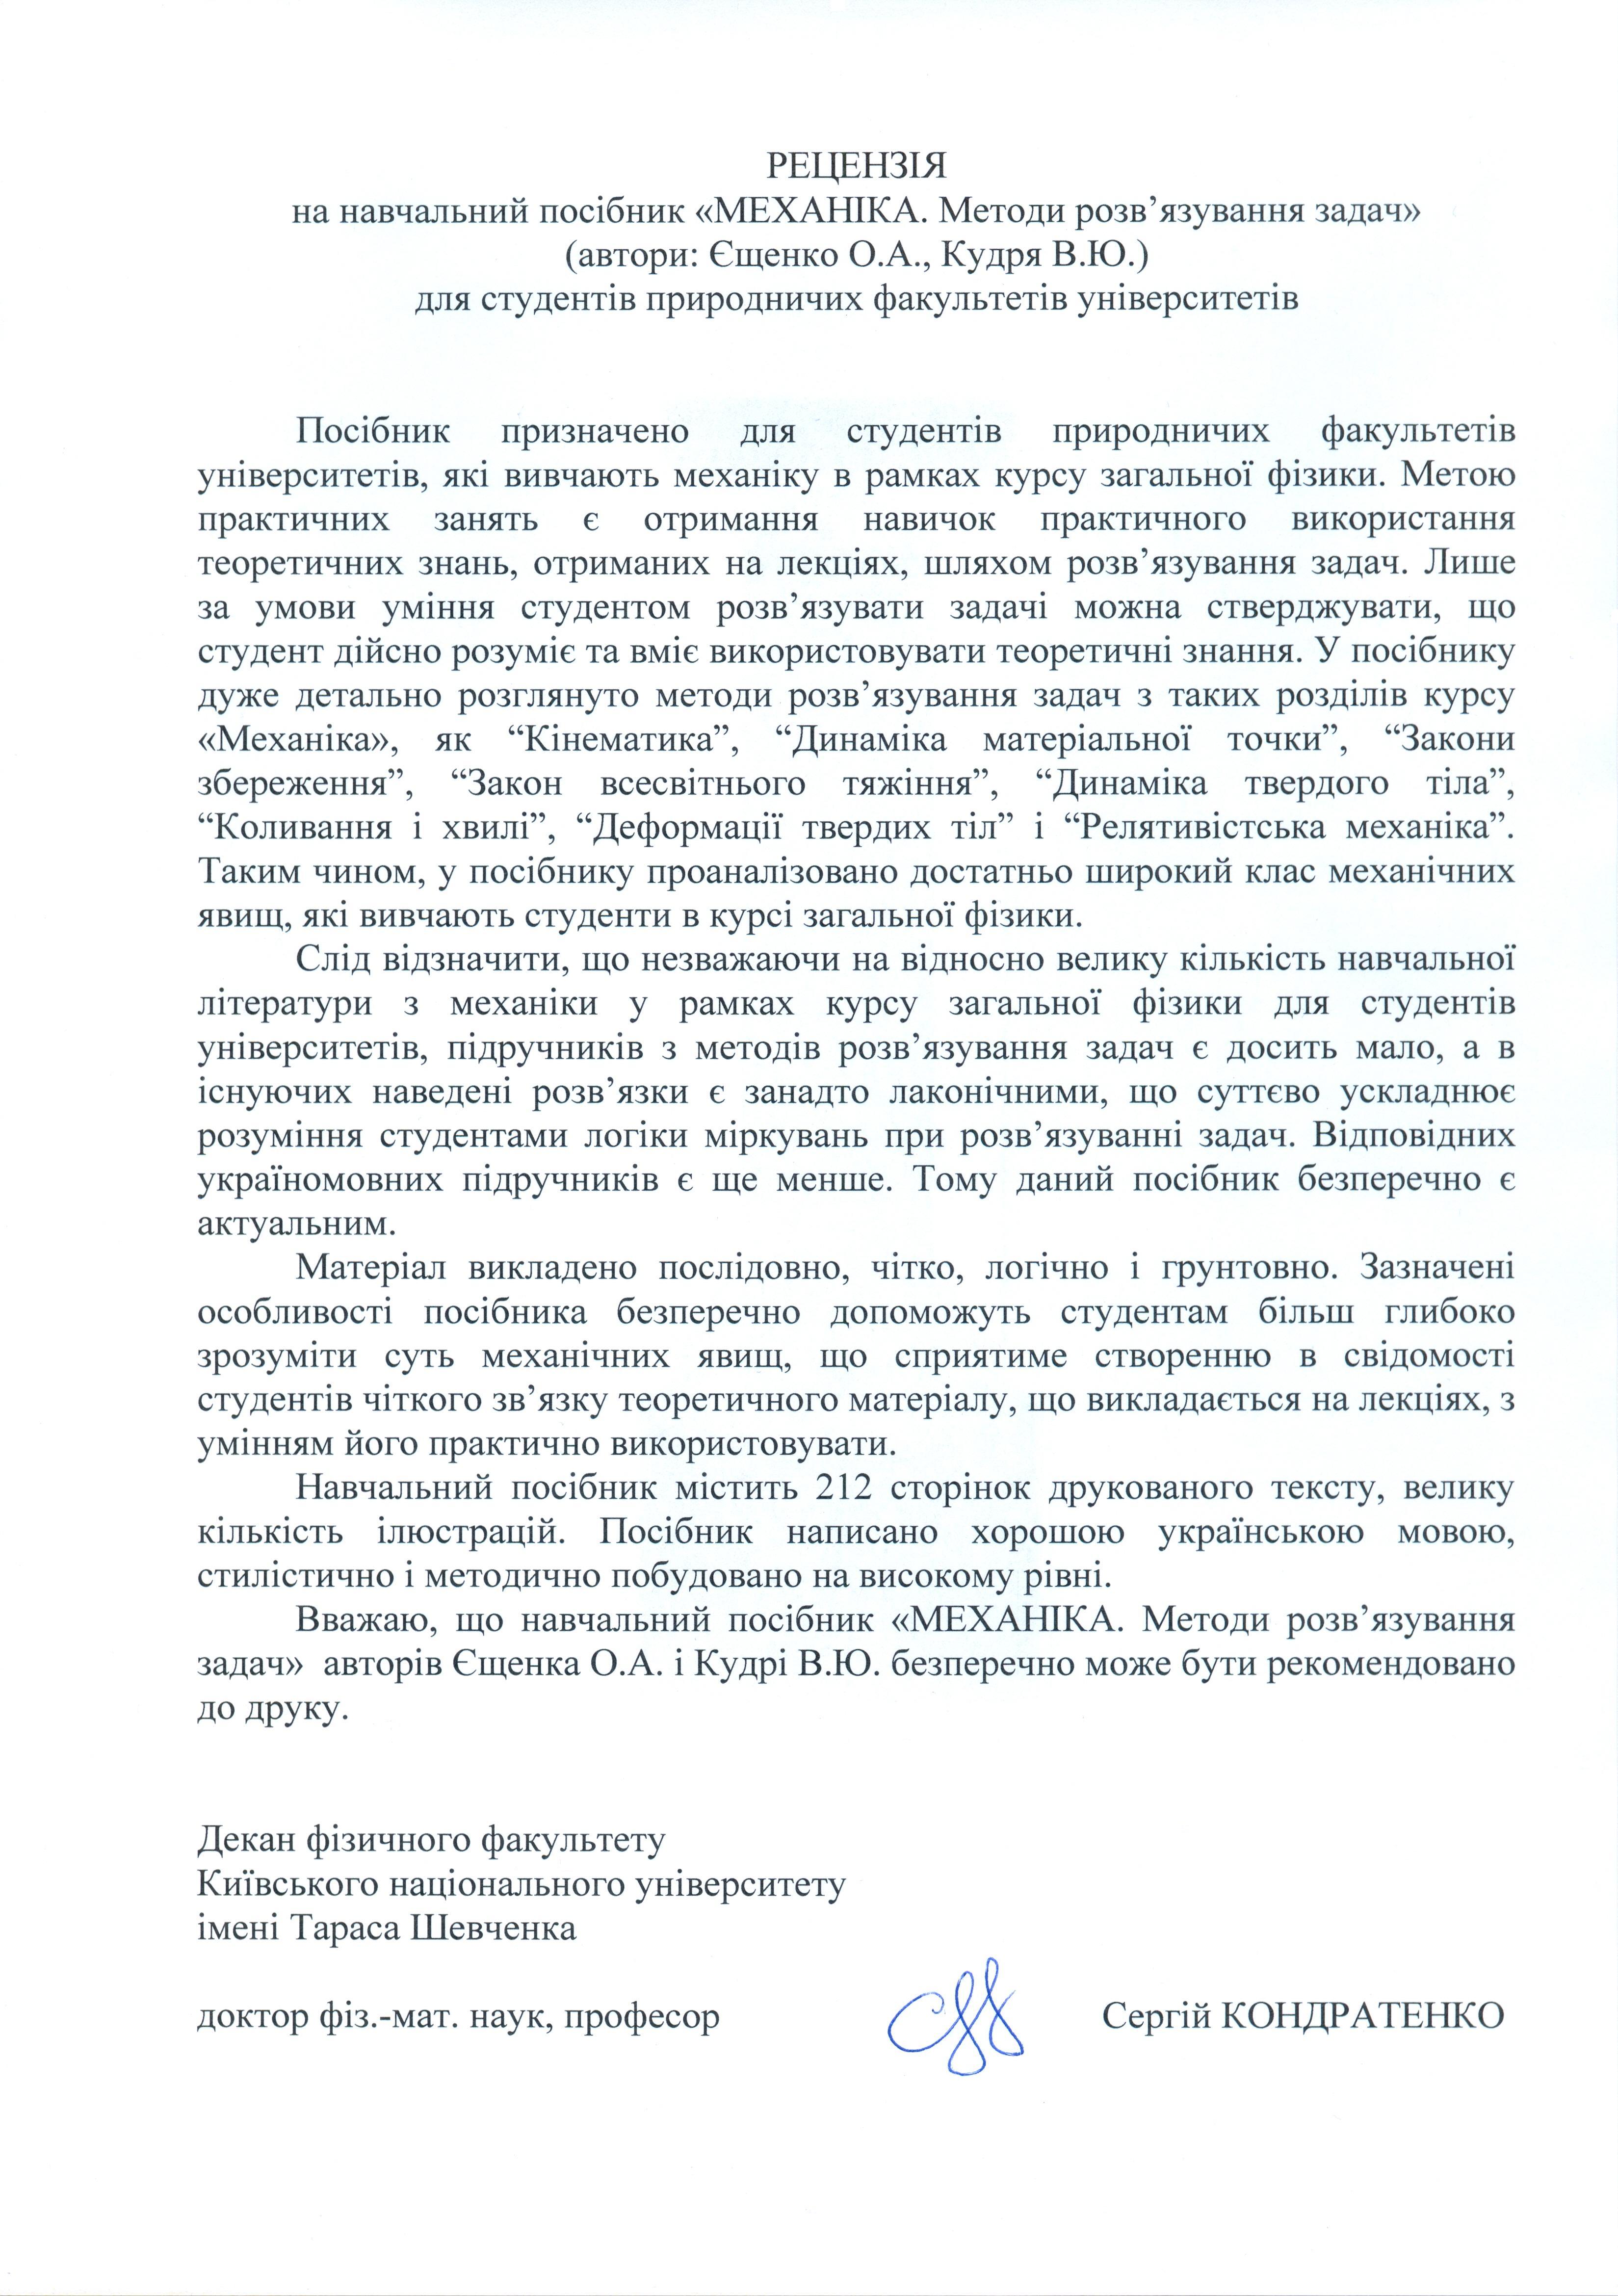 РЕЦЕНЗІЯ
на навчальний посібник «МЕХАНІКА. Методи розв’язування задач»
(автори: Єщенко О.А., Кудря В.Ю.)
для студентів природничих факультетів університетів
Посібник призначено для студентів природничих факультетів
університетів, які вивчають механіку в рамках курсу загальної фізики. Метою
практичних занять є отримання навичок практичного використання
теоретичних знань, отриманих на лекціях, шляхом розв’язування задач. Лише
за умови уміння студентом розв’язувати задачі можна стверджувати, що
студент дійсно розуміє та вміє використовувати теоретичні знання. У посібнику
дуже детально розглянуто методи розв’язування задач з таких розділів курсу
«Механіка», як “Кінематика”, “Динаміка матеріальної точки”, “Закони
збереження”, “Закон всесвітнього тяжіння”, “Динаміка твердого тіла”,
“Коливання і хвилі”, “Деформації твердих тіл” і “Релятивістська механіка”.
Таким чином, у посібнику проаналізовано достатньо широкий клас механічних
явищ, які вивчають студенти в курсі загальної фізики.
Слід відзначити, що незважаючи на відносно велику кількість навчальної
літератури з механіки у рамках курсу загальної фізики для студентів
університетів, підручників з методів розв’язування задач є досить мало, а в
існуючих наведені розв’язки є занадто лаконічними, що суттєво ускладнює
розуміння студентами логіки міркувань при розв’язуванні задач. Відповідних
україномовних підручників є ще менше. Тому даний посібник безперечно є
актуальним.
Матеріал викладено послідовно, чітко, логічно і грунтовно. Зазначені
особливості посібника безперечно допоможуть студентам більш глибоко
зрозуміти суть механічних явищ, що сприятиме створенню в свідомості
студентів чіткого зв’язку теоретичного матеріалу, що викладається на лекціях, з
умінням його практично використовувати.
Навчальний посібник містить 212 сторінок друкованого тексту, велику
кількість ілюстрацій. Посібник написано хорошою українською мовою,
стилістично і методично побудовано на високому рівні.
Вважаю, що навчальний посібник «МЕХАНІКА. Методи розв’язування
задач» авторів Єщенка О.А. і Кудрі В.Ю. безперечно може бути рекомендовано
до друку.
Декан фізичного факультету
Київського національного університету
імені Тараса Шевченка
доктор фіз.-мат. наук, професор Сергій КОНДРАТЕНКО